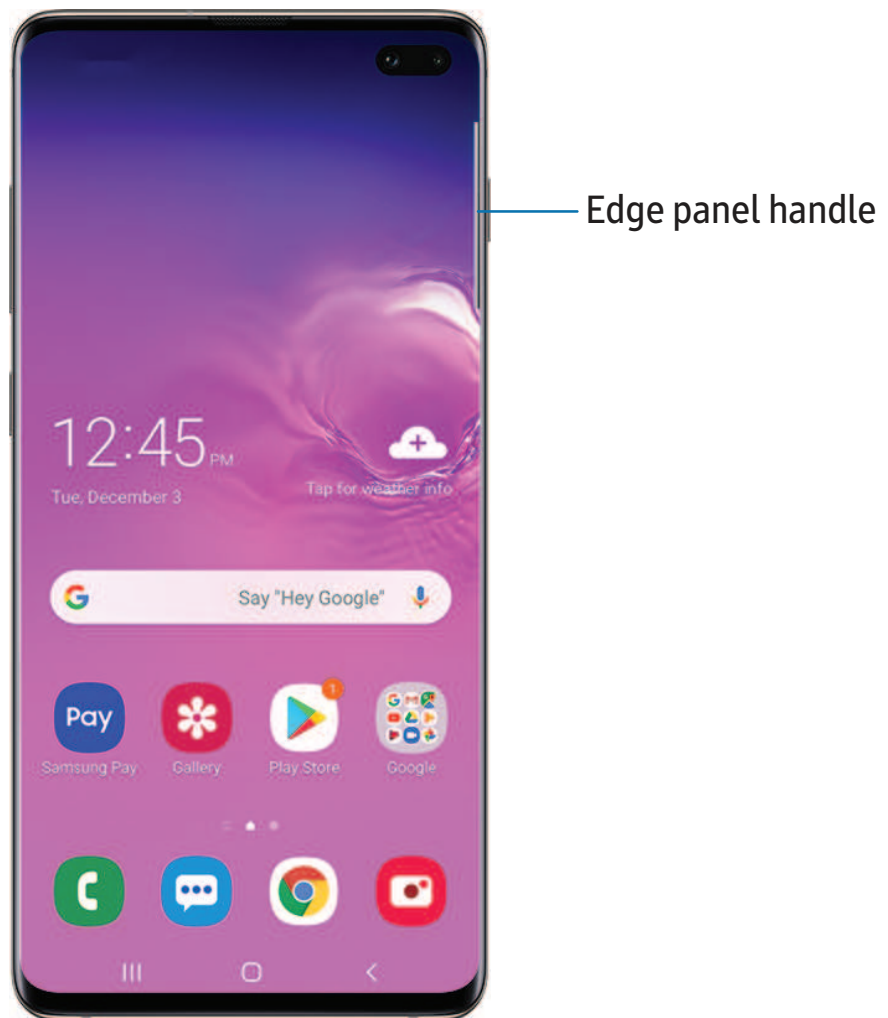 Edge panel handle
12:45 PM
Tue, December 3
Tap for weather info
Say "Hey Google"
Pay
1
Samsung Pay
Gallery
Play Store
Google